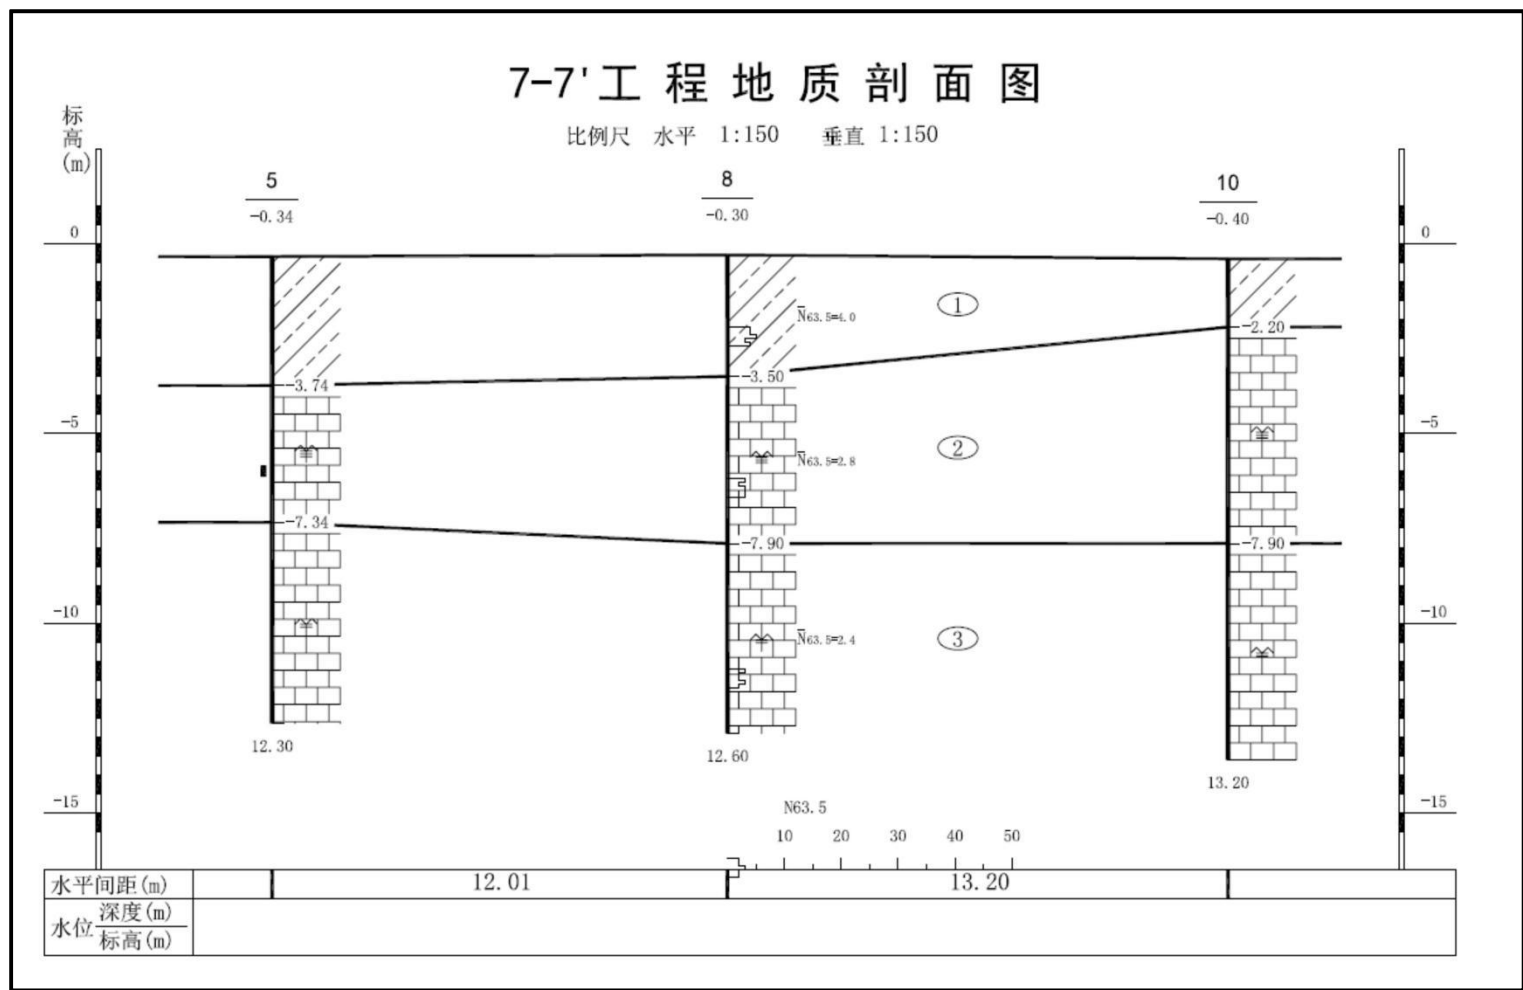 7-7'工程地质剖面图
比例尺 水平 1:150 垂直 1:150
标高(m)
5 8 10
-0.34 -0.30 -0.40
0 0
N63.5=4.0
①
-2.20
-3.74 -3.50
-5 -5
②
N63.5=2.8
-7.34
-7.90 -7.90
-10 -10
N63.5=2.4
③
12.30
12.60
13.20
-15 -15
N63.5
10 20 30 40 50
水平间距(m) 12.01 13.20
水位 深度(m)
标高(m)